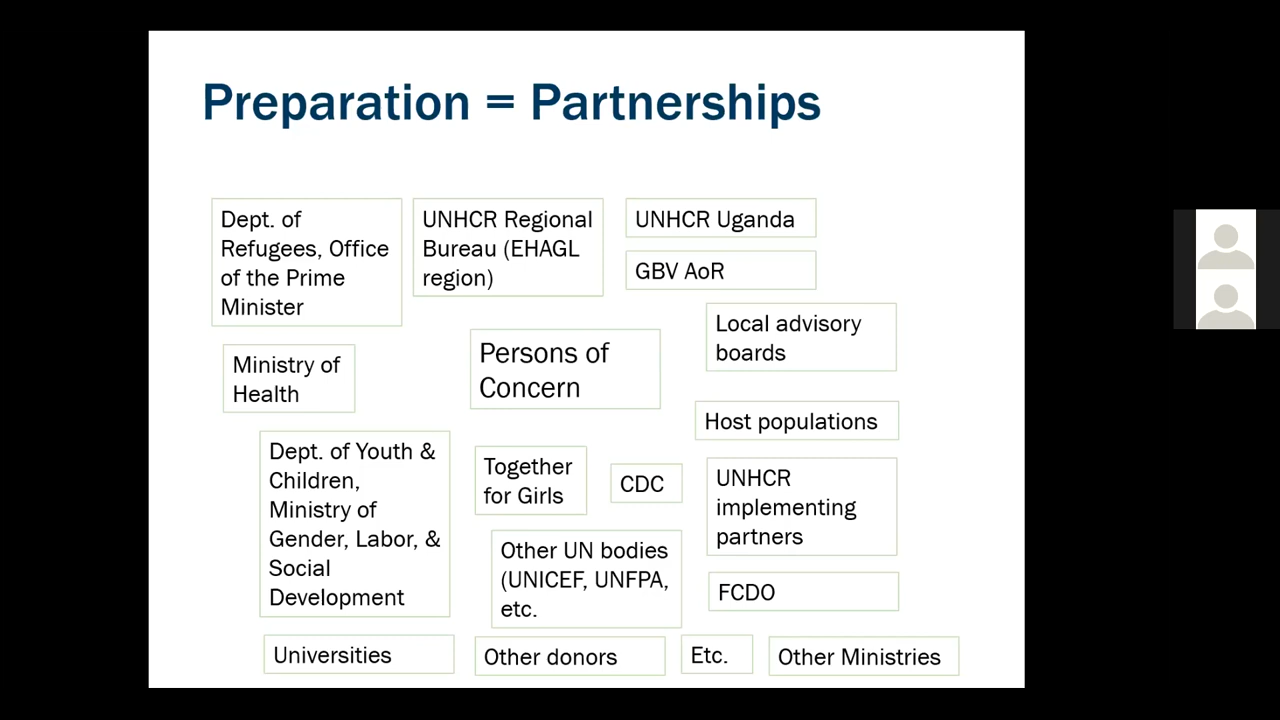 Preparation = Partnerships
Dept. of
Refugees, Office
of the Prime
Minister
UNHCR Regional
Bureau (EHAGL
region)
UNHCR Uganda
GBV AoR
Local advisory
boards
Ministry of
Health
Persons of
Concern
Host populations
Dept. of Youth &
Children,
Ministry of
Gender, Labor, &
Social
Development
Together
for Girls
CDC
UNHCR
implementing
partners
Other UN bodies
(UNICEF, UNFPA,
etc.
FCDO
Universities
Other donors
Etc.
Other Ministries